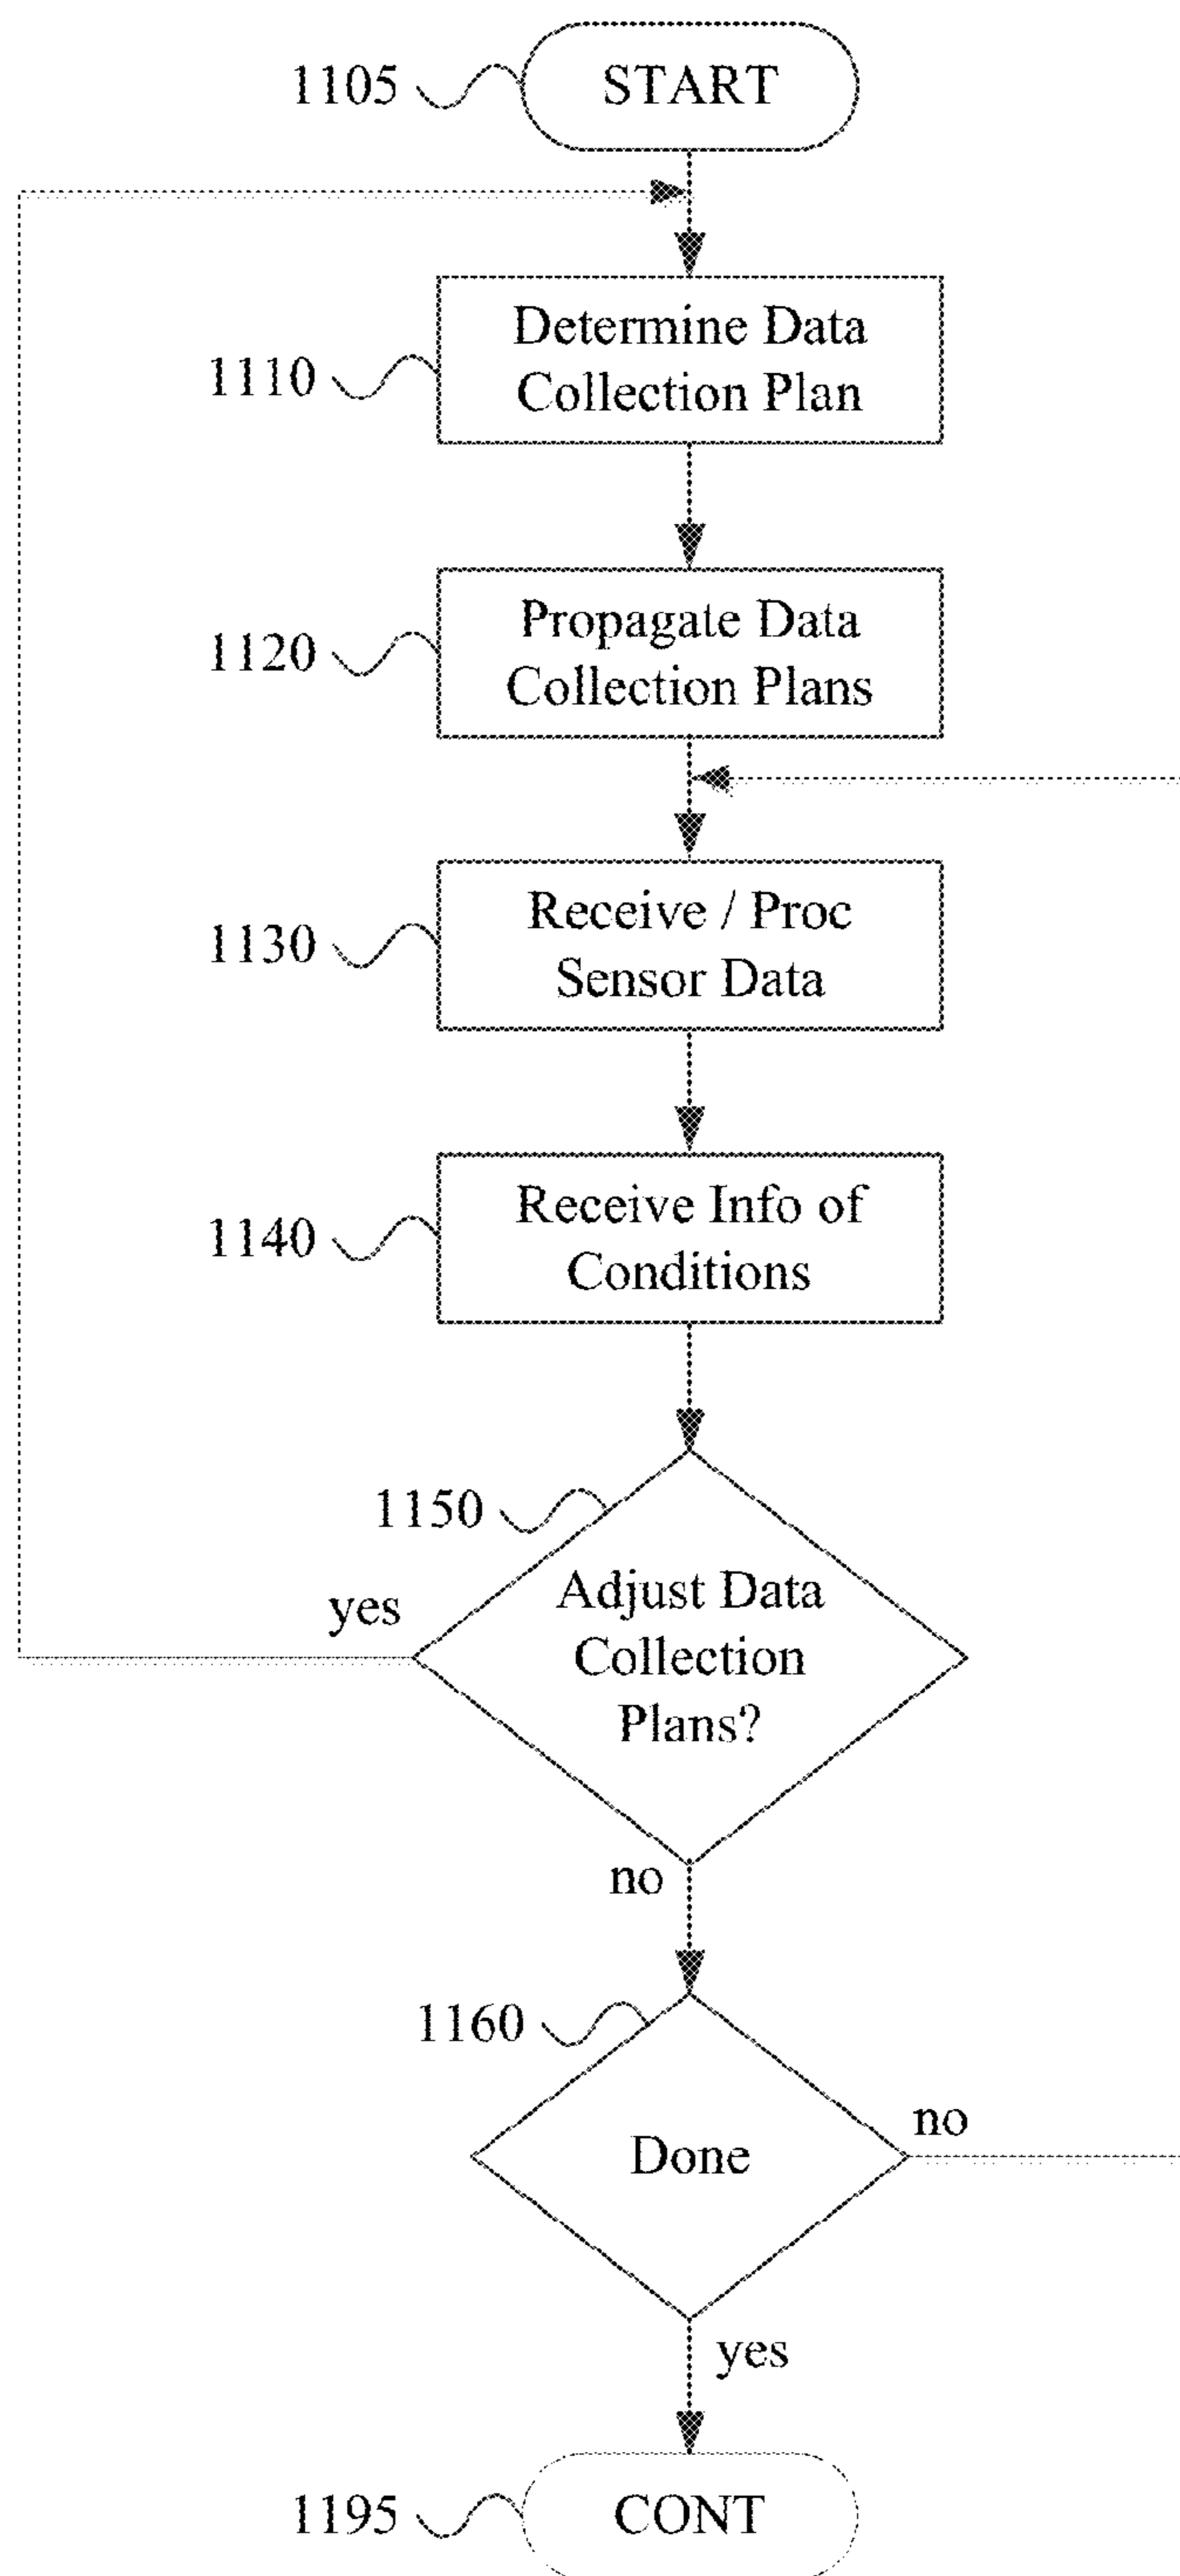 1105
START
1110
Determine Data
Collection Plan
1120
Propagate Data
Collection Plans
1130
Receive / Proc
Sensor Data
1140
Receive Info of
Conditions
1150
Adjust Data
Collection
Plans?
yes
no
1160
Done
no
yes
1195
CONT